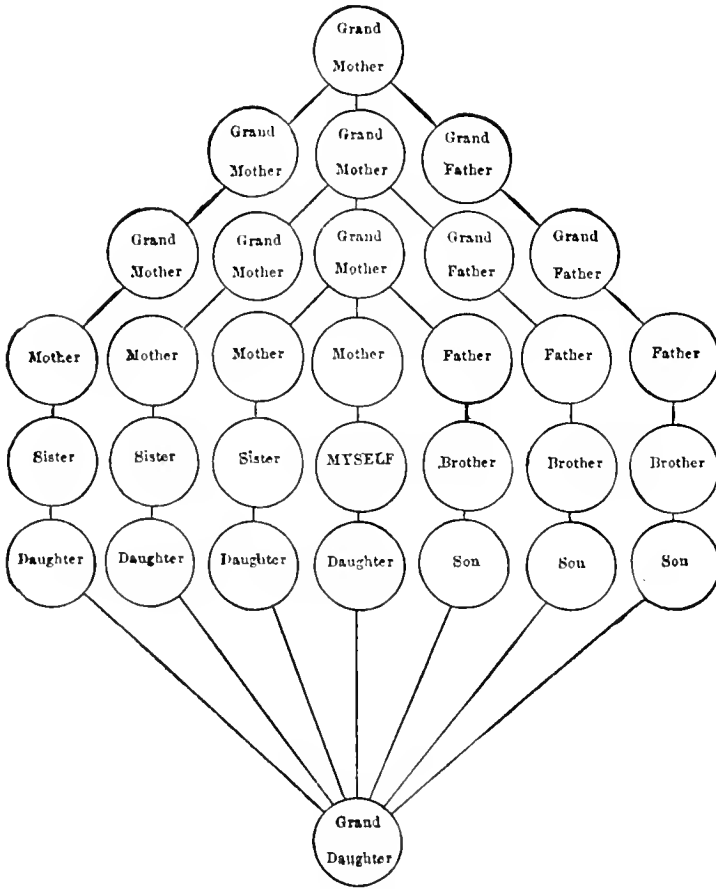 Grand
Mother
Grand
Mother
Grand
Mother
Grand
Father
Grand
Mother
Grand
Mother
Grand
Mother
Grand
Father
Grand
Father
Mother
Mother
Mother
Mother
Father
Father
Father
Sister
Sister
Sister
MYSELF
Brother
Brother
Brother
Daughter
Daughter
Daughter
Daughter
Son
Son
Son
Grand
Daughter